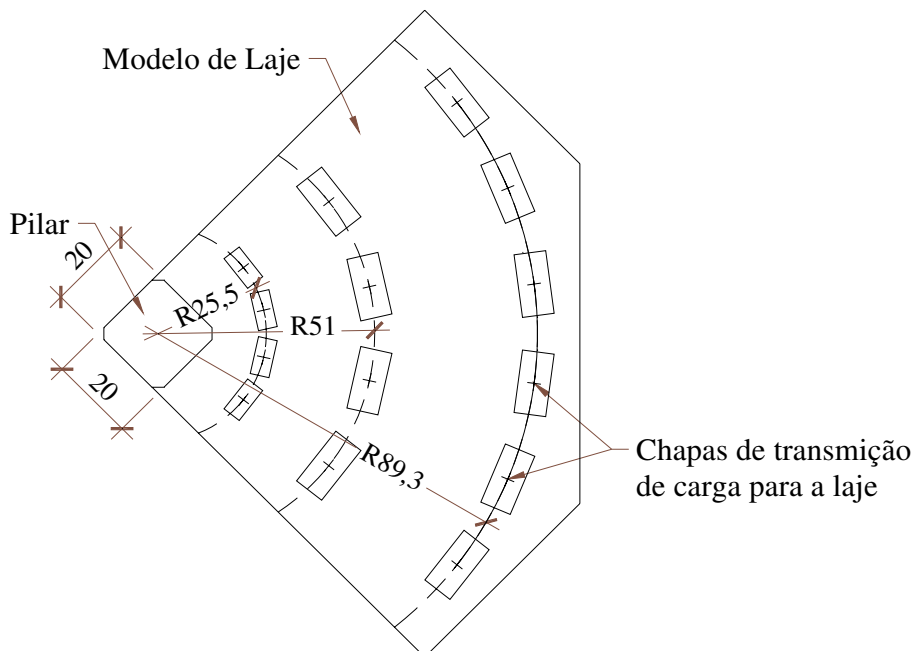 Modelo de Laje
Pilar
20
R25,5
R51
20
R89,3
Chapas de transmição
de carga para a laje